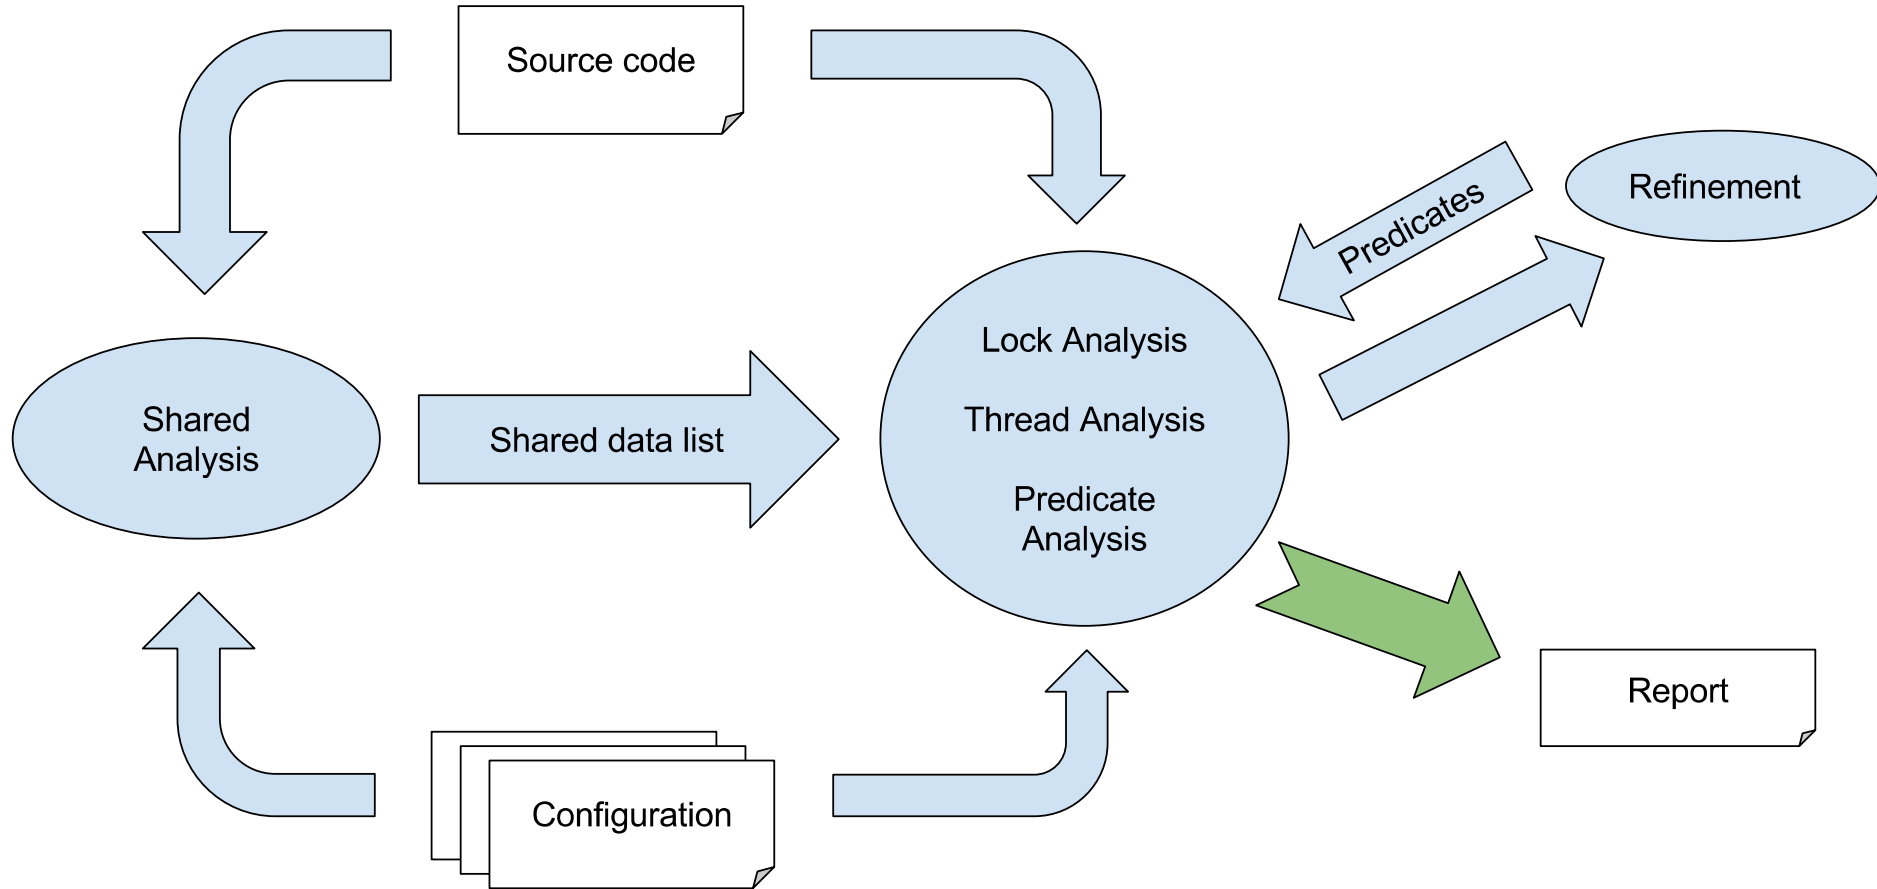 Source code
Refinement
Predicates
Lock Analysis
Thread Analysis
Predicate
Analysis
Shared
Analysis
Shared data list
Report
Configuration